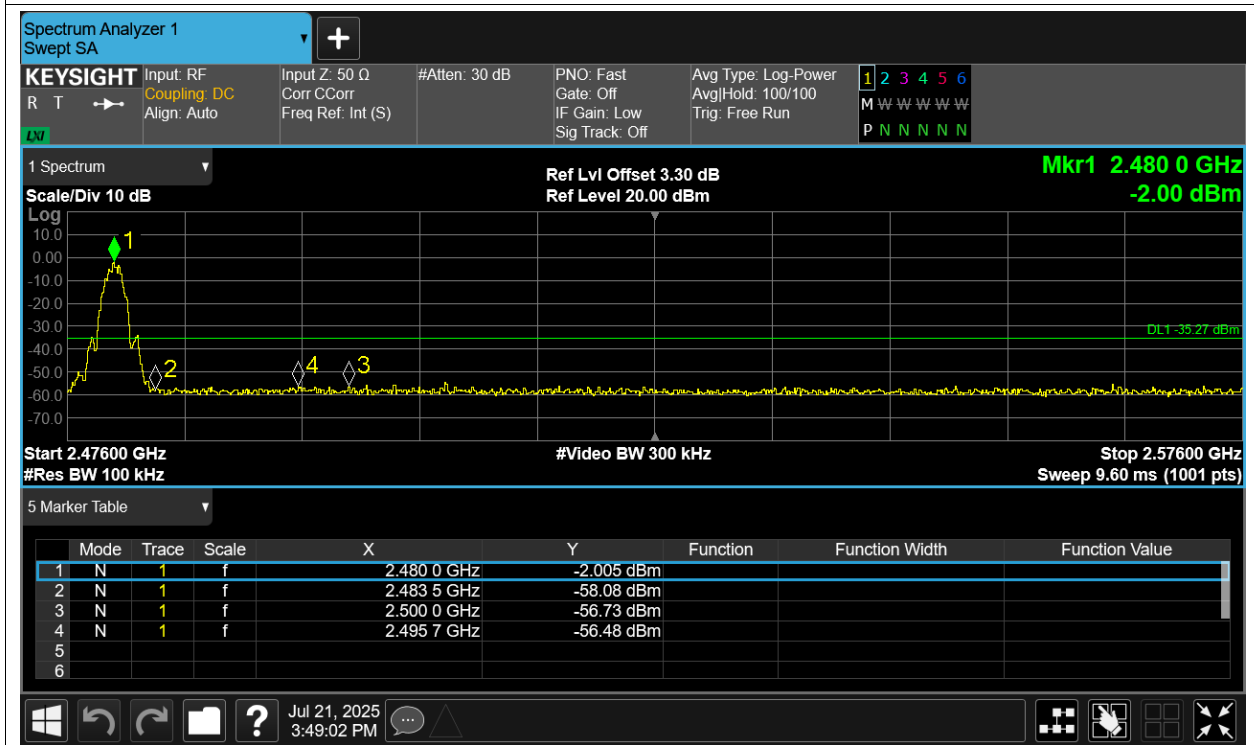 Spectrum Analyzer 1
Swept SA
+
KEYSIGHT
R T
LXI
Input: RF
Coupling: DC
Align: Auto
Input Z: 50 Ω
Corr CCorr
Freq Ref: Int (S)
#Atten: 30 dB
PNO: Fast
Gate: Off
IF Gain: Low
Sig Track: Off
Avg Type: Log-Power
Avg|Hold: 100/100
Trig: Free Run
1 2 3 4 5 6
M W W W W W
P N N N N N
1 Spectrum
Scale/Div 10 dB
Ref Lvl Offset 3.30 dB
Ref Level 20.00 dBm
Mkr1 2.480 0 GHz
-2.00 dBm
Log
10.0
0.00
-10.0
-20.0
-30.0
-40.0
-50.0
-60.0
-70.0
1
2
4
3
DL1 -35.27 dBm
Start 2.47600 GHz
#Res BW 100 kHz
#Video BW 300 kHz
Stop 2.57600 GHz
Sweep 9.60 ms (1001 pts)
5 Marker Table
Mode Trace Scale X Y Function Function Width Function Value
1 N 1 f 2.480 0 GHz -2.005 dBm
2 N 1 f 2.483 5 GHz -58.08 dBm
3 N 1 f 2.500 0 GHz -56.73 dBm
4 N 1 f 2.495 7 GHz -56.48 dBm
5
6
?
Jul 21, 2025
3:49:02 PM